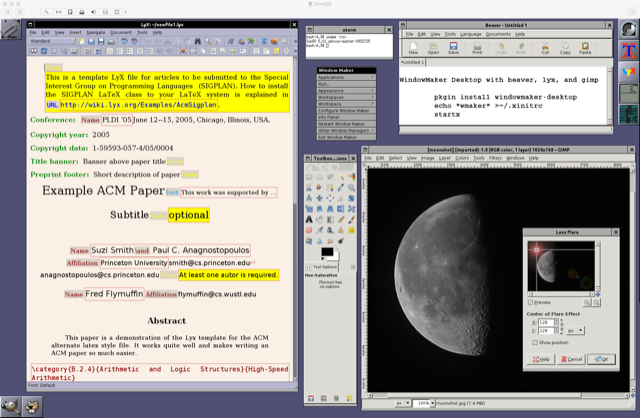 OmniOS
LyX: ~/newfile1.lyx
Standard
This is a template LyX file for articles to be submitted to the Special
Interest Group on Programming Languages (SIGPLAN). How to install
the SIGPLAN LaTeX class to your LaTeX system is explained in
URL http://wiki.lyx.org/Examples/AcmSigplan.
Conference: Name PLDI '05 June 12--15, 2005, Chicago, Illinois, USA.
Copyright year: 2005
Copyright data: 1-59593-057-4/05/0004
Title banner: Banner above paper title
Preprint footer: Short description of paper
Example ACM Paper foot This work was supported by ...
Subtitle optional
Name Suzi Smith \and Paul C. Anagnostopoulos
Affiliation Princeton University smith@cs.princeton.edu
anagnostopoulos@cs.princeton.edu At least one autor is required.
Name Fred Flymuffin Affiliation flymuffin@cs.wustl.edu
Abstract
This paper is a demonstration of the Lyx template for the ACM
alternate latex style file. It works quite well and makes writing an
ACM paper so much easier.
\category{B.2.4}{Arithmetic and Logic Structures}{High-Speed
Arithmetic}
Font: Default
xterm
Window Maker
Applications
Run...
Appearance
Workspaces
Workspace
Configure Window Maker
Info Panel
Restart Window Maker
Other Window Managers
Exit Window Maker
Beaver - Untitled 1
File Edit View Tools Language Documents Help
New Open Save Print Undo Redo
*Untitled 1
WindowMaker Desktop with beaver, lyx, and gimp
pkgin install windowmaker-desktop
echo "wmaker" >~/.xinitrc
startx
Toolbox...
Tool Options
Hue-Saturation
This tool has
no options.
[moonshot] (imported)-1.0 (RGB color, 1 layer) 1024x768 – GIMP
File Edit Select View Image Layer Colors Tools Filters Windows Help
Lens Flare
Preview
Center of Flare Effect
X: 128
Y: 128
px
Show position
Help Cancel OK
px 100% moonshot.jpg (7.4 MB)